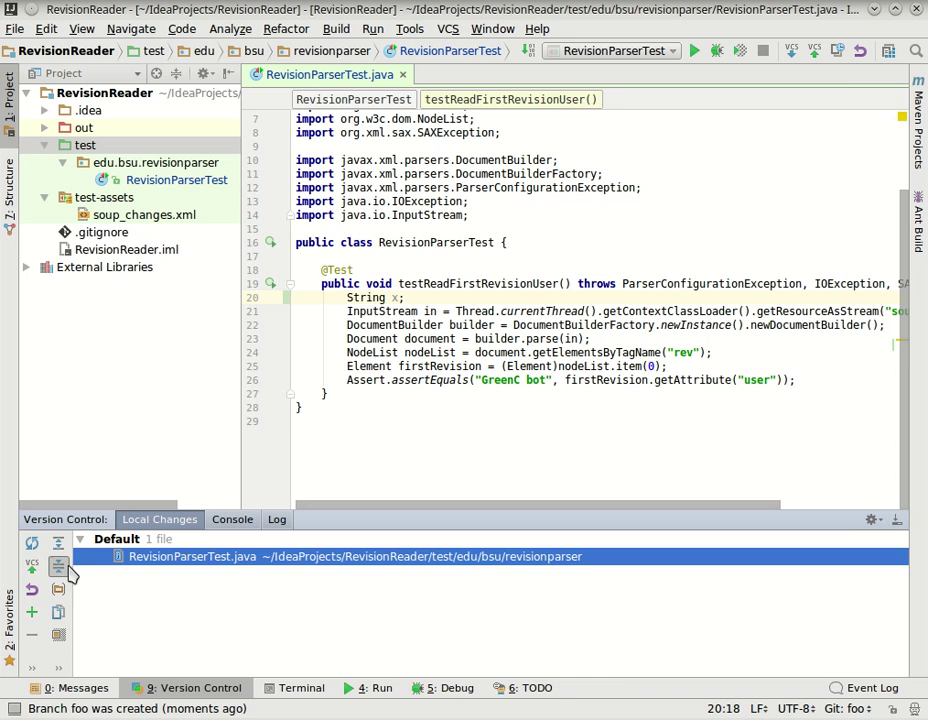 RevisionReader - [~/IdeaProjects/RevisionReader] - [RevisionReader] - ~/IdeaProjects/RevisionReader/test/edu/bsu/revisionparser/RevisionParserTest.java - I...
File Edit View Navigate Code Analyze Refactor Build Run Tools VCS Window Help
RevisionReader test edu bsu revisionparser RevisionParserTest RevisionParserTest
1: Project
7: Structure
2: Favorites
Project
RevisionReader ~/IdeaProjects/
.idea
out
test
edu.bsu.revisionparser
RevisionParserTest
test-assets
soup_changes.xml
.gitignore
RevisionReader.iml
External Libraries
RevisionParserTest.java
RevisionParserTest testReadFirstRevisionUser()
7 import org.w3c.dom.NodeList;
8 import org.xml.sax.SAXException;
9
10 import javax.xml.parsers.DocumentBuilder;
11 import javax.xml.parsers.DocumentBuilderFactory;
12 import javax.xml.parsers.ParserConfigurationException;
13 import java.io.IOException;
14 import java.io.InputStream;
15
16 public class RevisionParserTest {
17
18 @Test
19 public void testReadFirstRevisionUser() throws ParserConfigurationException, IOException, SA
20 String x;
21 InputStream in = Thread.currentThread().getContextClassLoader().getResourceAsStream("sou
22 DocumentBuilder builder = DocumentBuilderFactory.newInstance().newDocumentBuilder();
23 Document document = builder.parse(in);
24 NodeList nodeList = document.getElementsByTagName("rev");
25 Element firstRevision = (Element)nodeList.item(0);
26 Assert.assertEquals("GreenC bot", firstRevision.getAttribute("user"));
27 }
28 }
29
Maven Projects
Ant Build
Version Control: Local Changes Console Log
Default 1 file
RevisionParserTest.java ~/IdeaProjects/RevisionReader/test/edu/bsu/revisionparser
VCS
0: Messages 9: Version Control Terminal 4: Run 5: Debug 6: TODO Event Log
Branch foo was created (moments ago) 20:18 LF UTF-8 Git: foo